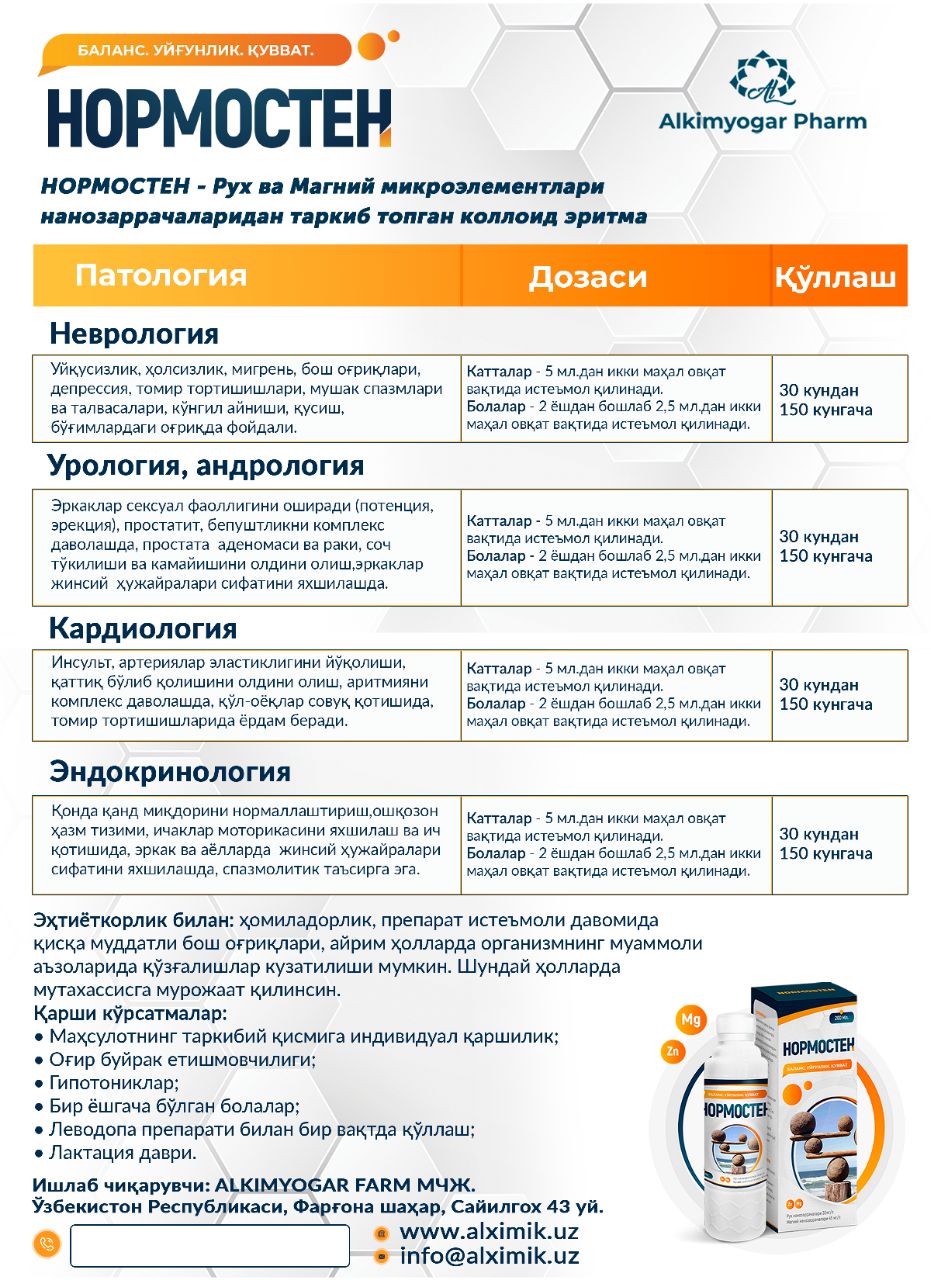 БАЛАНС. УЙҒУНЛИК. ҚУВВАТ.
НОРМОСТЕН
Al
Alkimyogar Pharm
НОРМОСТЕН - Рух ва Магний микроэлементлари
нанозаррачаларидан таркиб топган коллоид эритма
Патология Дозаси Қўллаш
Неврология
Уйқусизлик, ҳолсизлик, мигрень, бош оғриқлари,
депрессия, томир тортишишлари, мушак спазмлари
ва талвасалари, кўнгил айниши, қусиш,
бўғимлардаги оғриқда фойдали.
Катталар - 5 мл.дан икки маҳал овқат
вақтида истеъмол қилинади.
Болалар - 2 ёшдан бошлаб 2,5 мл.дан икки
маҳал овқат вақтида истеъмол қилинади.
30 кундан
150 кунгача
Урология, андрология
Эркаклар сексуал фаоллигини оширади (потенция,
эрекция), простатит, бепуштликни комплекс
даволашда, простата аденомаси ва раки, соч
тўкилиши ва камайишини олдини олиш,эркаклар
жинсий ҳужайралари сифатини яхшилашда.
Катталар - 5 мл.дан икки маҳал овқат
вақтида истеъмол қилинади.
Болалар - 2 ёшдан бошлаб 2,5 мл.дан икки
маҳал овқат вақтида истеъмол қилинади.
30 кундан
150 кунгача
Кардиология
Инсульт, артериялар эластиклигини йўқолиши,
қаттиқ бўлиб қолишини олдини олиш, аритмияни
комплекс даволашда, қўл-оёқлар совуқ қотишида,
томир тортишишларида ёрдам беради.
Катталар - 5 мл.дан икки маҳал овқат
вақтида истеъмол қилинади.
Болалар - 2 ёшдан бошлаб 2,5 мл.дан икки
маҳал овқат вақтида истеъмол қилинади.
30 кундан
150 кунгача
Эндокринология
Қонда қанд миқдорини нормаллаштириш,ошқозон
ҳазм тизими, ичаклар моторикасини яхшилаш ва ич
қотишида, эркак ва аёлларда жинсий ҳужайралари
сифатини яхшилашда, спазмолитик таъсирга эга.
Катталар - 5 мл.дан икки маҳал овқат
вақтида истеъмол қилинади.
Болалар - 2 ёшдан бошлаб 2,5 мл.дан икки
маҳал овқат вақтида истеъмол қилинади.
30 кундан
150 кунгача
Эҳтиёткорлик билан: ҳомиладорлик, препарат истеъмоли давомида
қисқа муддатли бош оғриқлари, айрим ҳолларда организмнинг муаммоли
аъзоларида қўзғалишлар кузатилиши мумкин. Шундай ҳолларда
мутахассисга мурожаат қилинсин.
Қарши кўрсатмалар:
• Маҳсулотнинг таркибий қисмига индивидуал қаршилик;
• Оғир буйрак етишмовчилиги;
• Гипотониклар;
• Бир ёшгача бўлган болалар;
• Леводопа препарати билан бир вақтда қўллаш;
• Лактация даври.
Ишлаб чиқарувчи: ALKIMYOGAR FARM МЧЖ.
Ўзбекистон Республикаси, Фарғона шаҳар, Сайилгох 43 уй.
www.alximik.uz
info@alximik.uz
Mg
Zn
НОРМОСТЕН
НОРМОСТЕН
БАЛАНС. УЙҒУНЛИК. ҚУВВАТ.
НОРМОСТЕН